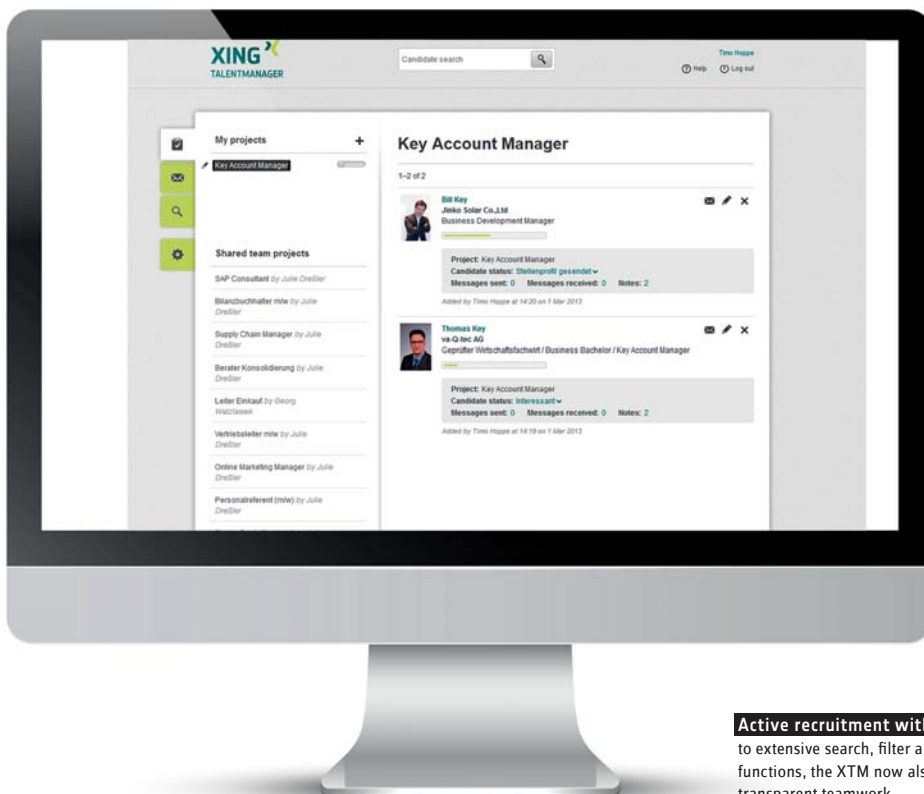 XING
TALENTMANAGER
Candidate search
Timo Hoppe
Help Log out
My projects
Key Account Manager
Shared team projects
SAP Consultant by Julie Dreßler
Bilanzbuchhalter m/w by Julie
Dreßler
Supply Chain Manager by Julie
Dreßler
Berater Konsolidierung by Julie
Dreßler
Leiter Einkauf by Georg
Watzlawek
Vertriebsleiter m/w by Julie
Dreßler
Online Marketing Manager by Julie
Dreßler
Personalreferent (m/w) by Julie
Dreßler
Key Account Manager
1–2 of 2
Bill Key
Jinko Solar Co.,Ltd
Business Development Manager
Project: Key Account Manager
Candidate status: Stellenprofil gesendet
Messages sent: 0 Messages received: 0 Notes: 2
Added by Timo Hoppe at 14:20 on 1 Mar 2013
Thomas Key
va-Q-tec AG
Geprüfter Wirtschaftsfachwirt / Business Bachelor / Key Account Manager
Project: Key Account Manager
Candidate status: Interessant
Messages sent: 0 Messages received: 0 Notes: 2
Added by Timo Hoppe at 14:19 on 1 Mar 2013
Active recruitment with
to extensive search, filter a
functions, the XTM now als
transparent teamwork